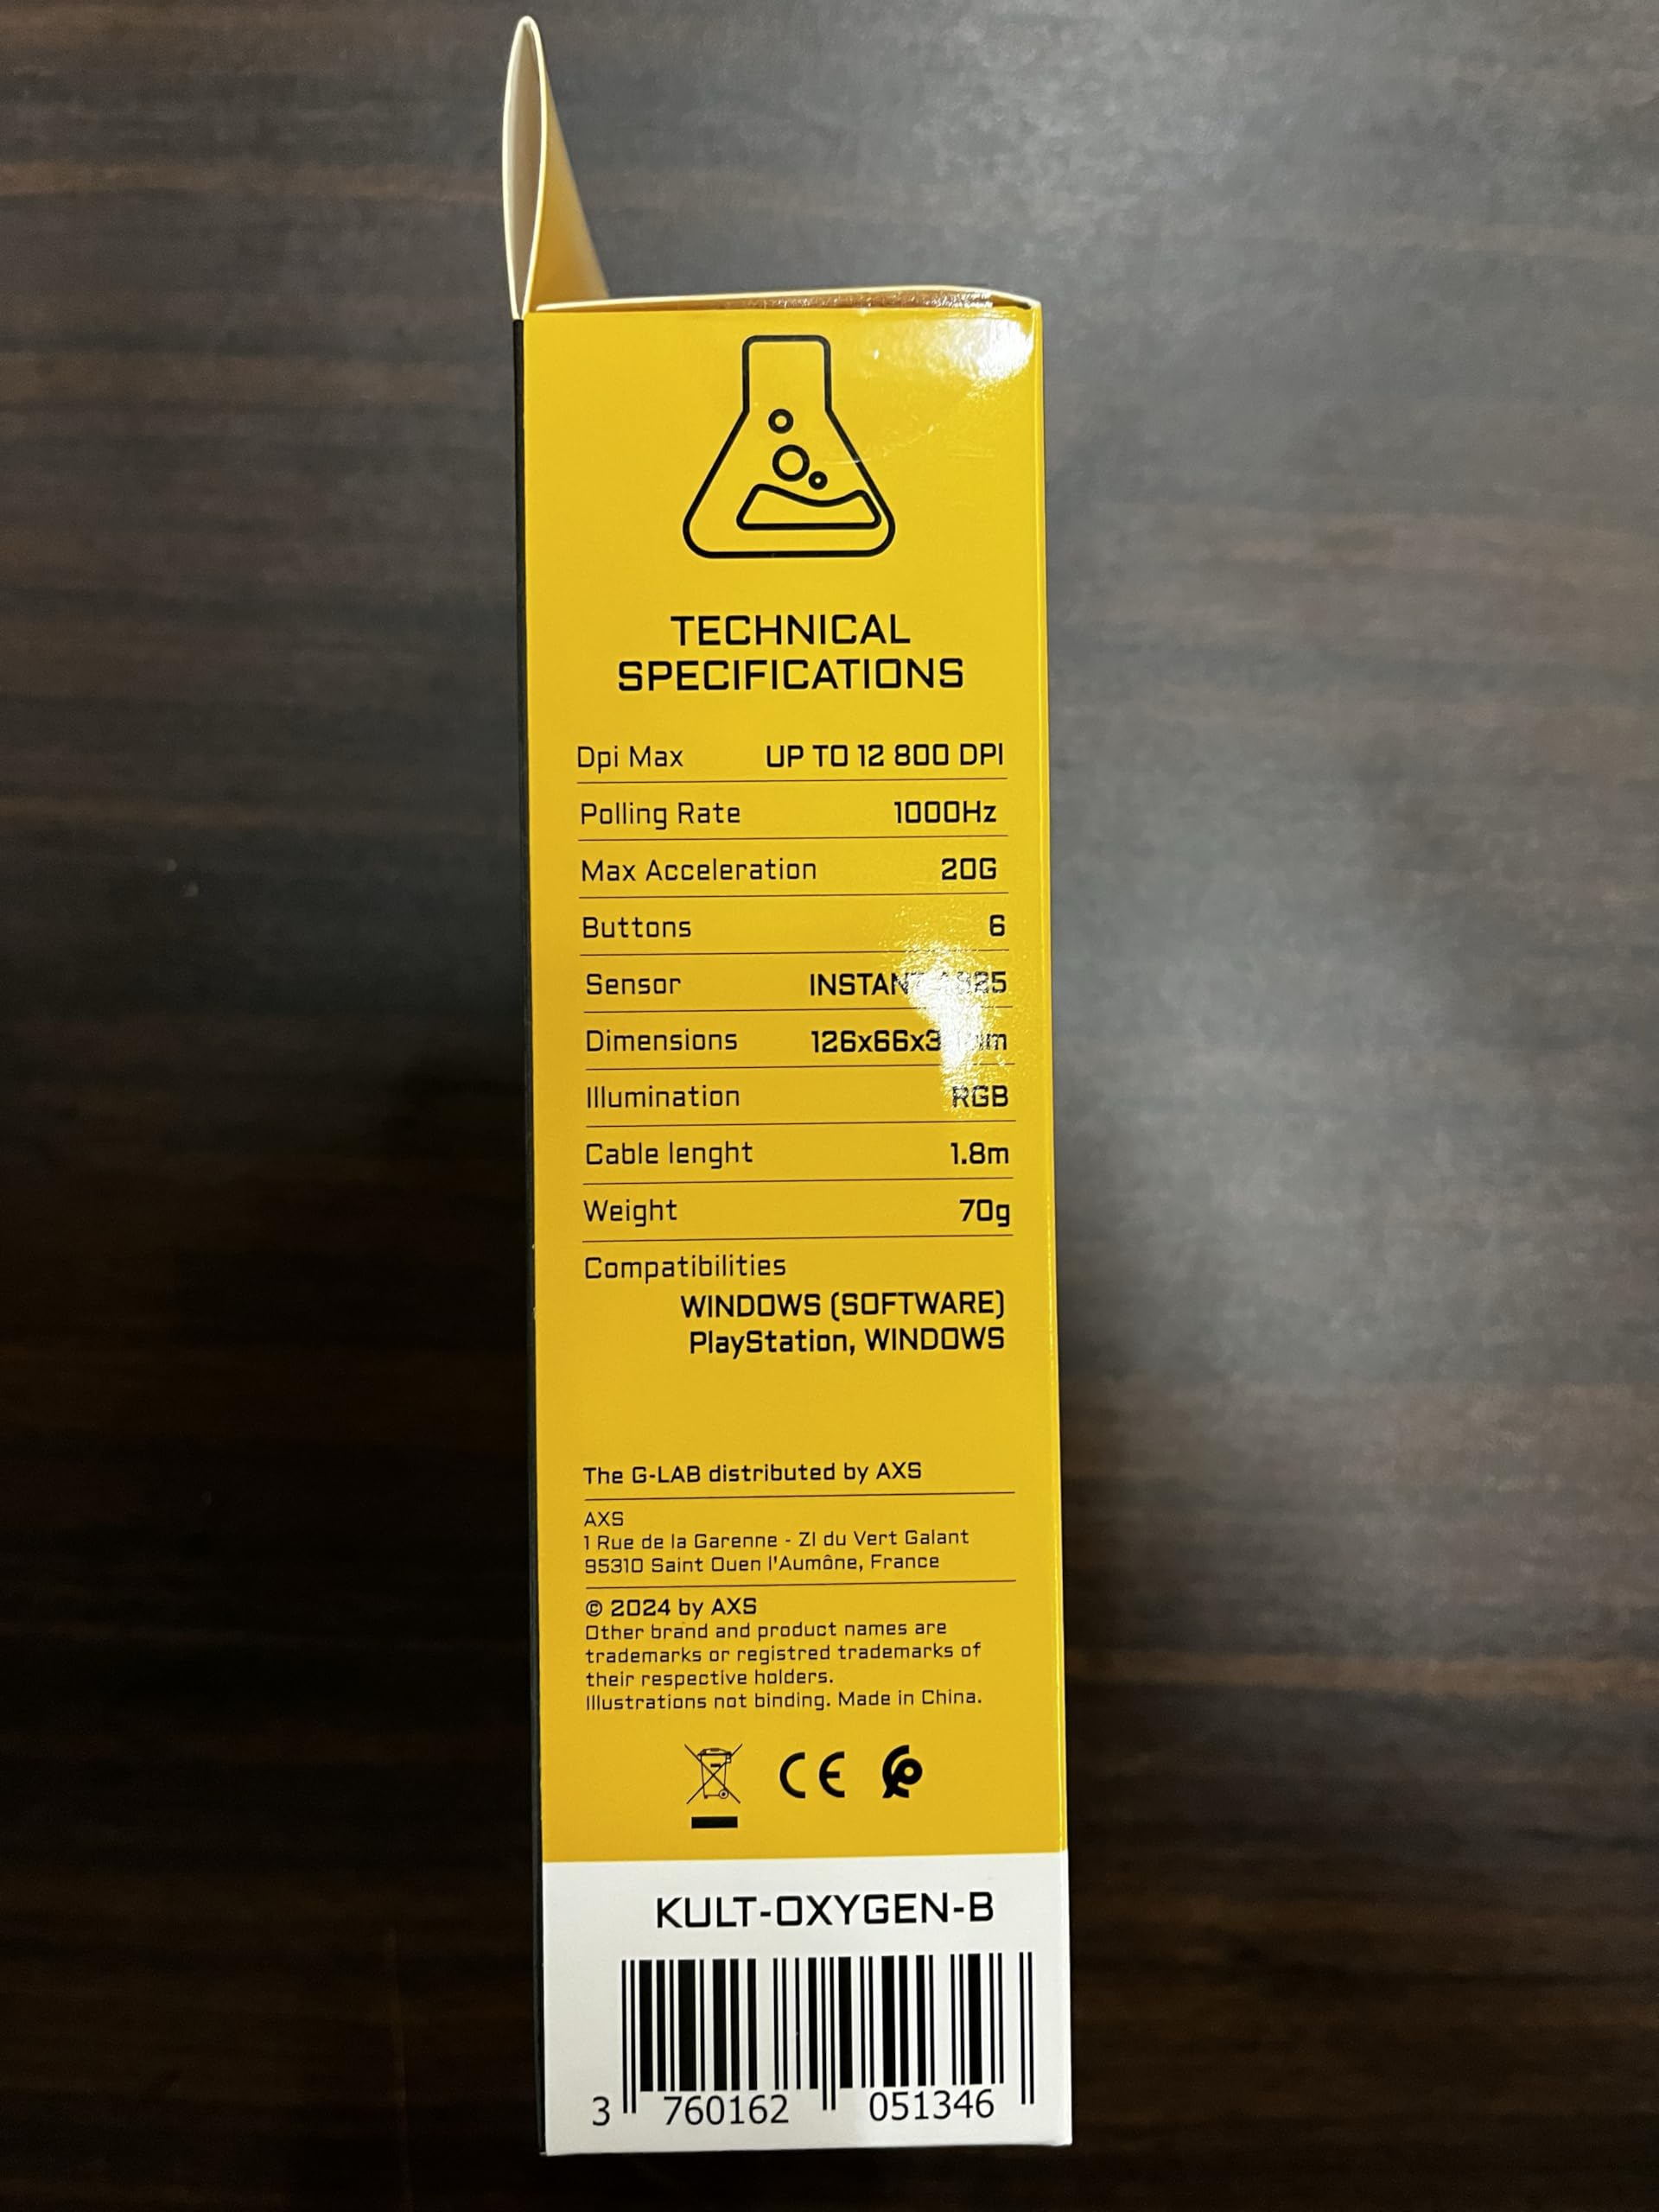 TECHNICAL
SPECIFICATIONS
Dpi Max UP TO 12 800 DPI
Polling Rate 1000Hz
Max Acceleration 20G
Buttons 6
Sensor INSTANT
Dimensions
Illumination RGB
Cable lenght 1.8m
Weight 70g
Compatibilities
WINDOWS (SOFTWARE)
PlayStation, WINDOWS
The G-LAB distributed by AXS
AXS
1 Rue de la Garenne - ZI du Vert Galant
95310 Saint Ouen l'Aumône, France
© 2024 by AXS
Other brand and product names are
trademarks or registred trademarks of
their respective holders.
Illustrations not binding. Made in China.
CE
KULT-OXYGEN-B
3 760162 051346